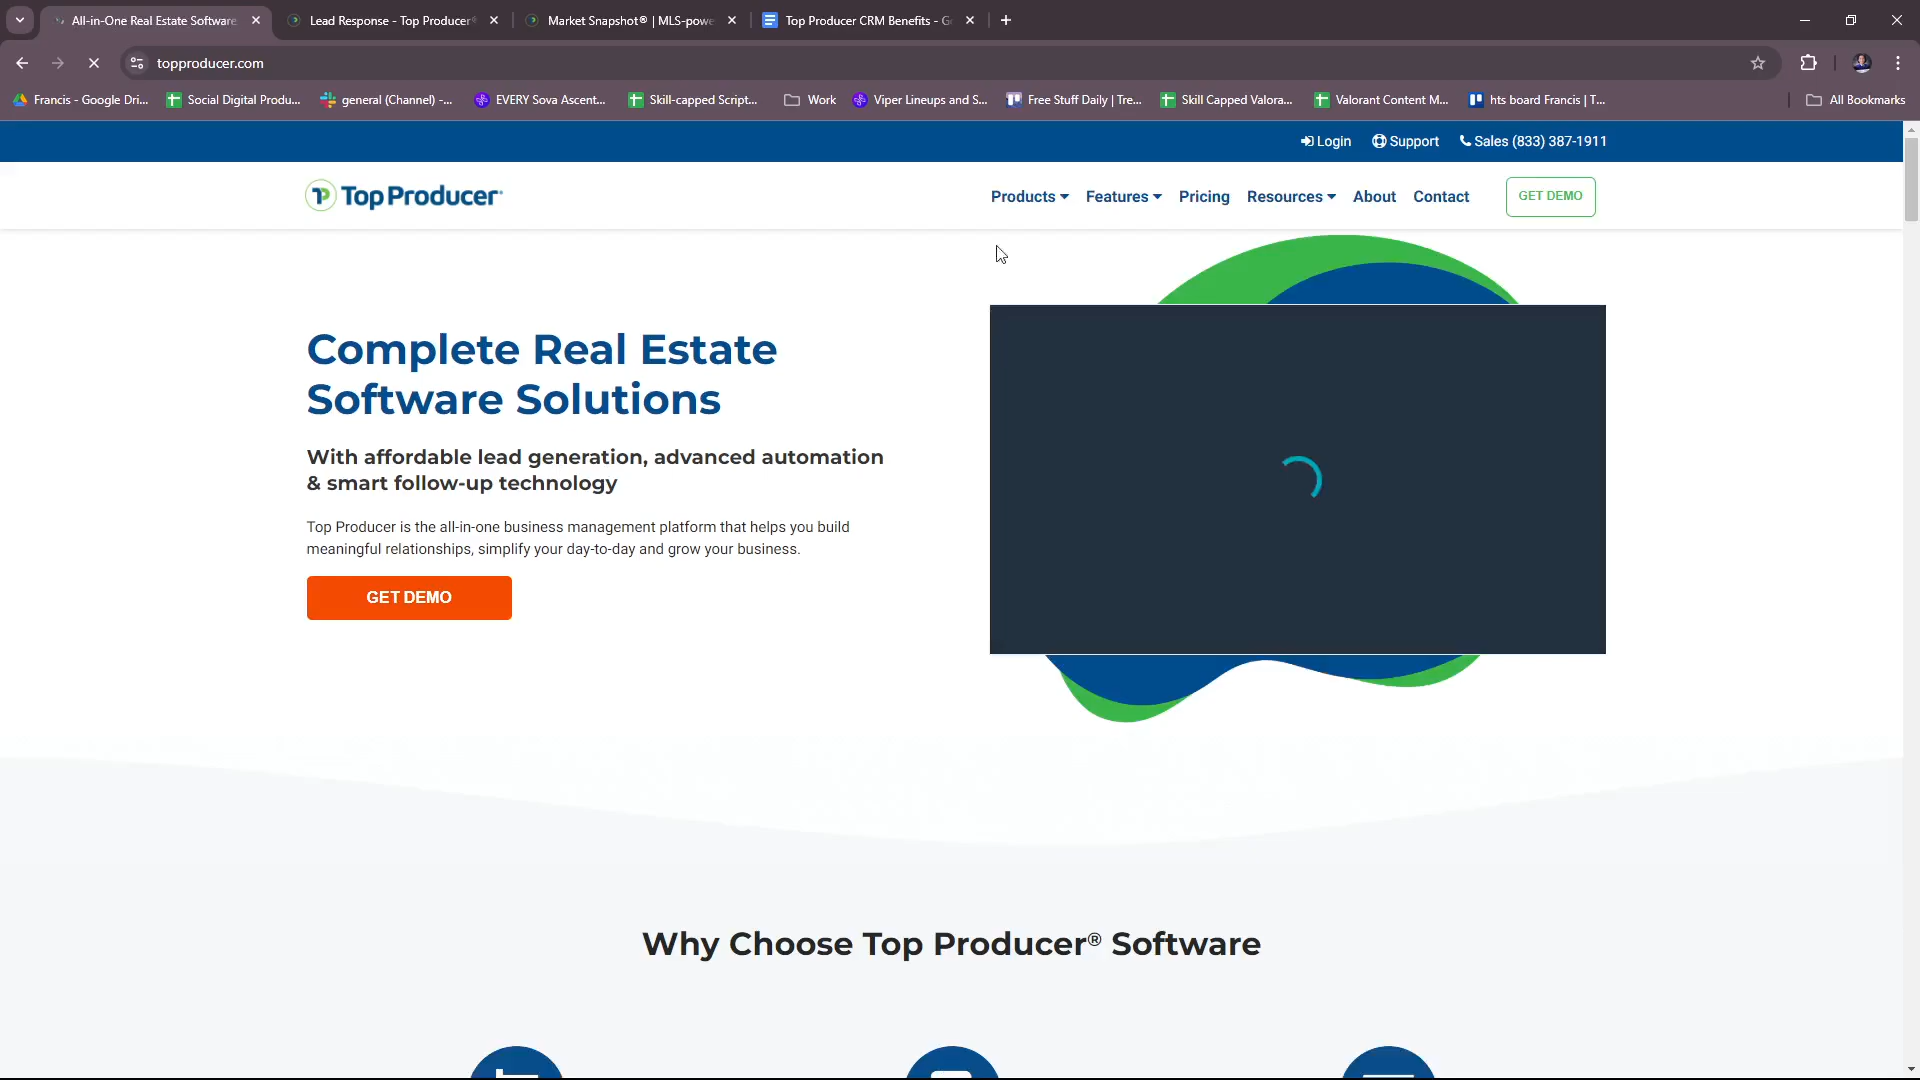 All-in-One Real Estate Software
Lead Response - Top Producer®
Market Snapshot® | MLS-powe
Top Producer CRM Benefits - G
topproducer.com
Francis - Google Dri...
Social Digital Produ...
general (Channel) -...
EVERY Sova Ascent...
Skill-capped Script...
Work
Viper Lineups and S...
Free Stuff Daily | Tre...
Skill Capped Valora...
Valorant Content M...
hts board Francis | T...
All Bookmarks
Login
Support
Sales (833) 387-1911
Top Producer®
Products
Features
Pricing
Resources
About
Contact
GET DEMO
Complete Real Estate
Software Solutions
With affordable lead generation, advanced automation
& smart follow-up technology
Top Producer is the all-in-one business management platform that helps you build
meaningful relationships, simplify your day-to-day and grow your business.
GET DEMO
Why Choose Top Producer® Software